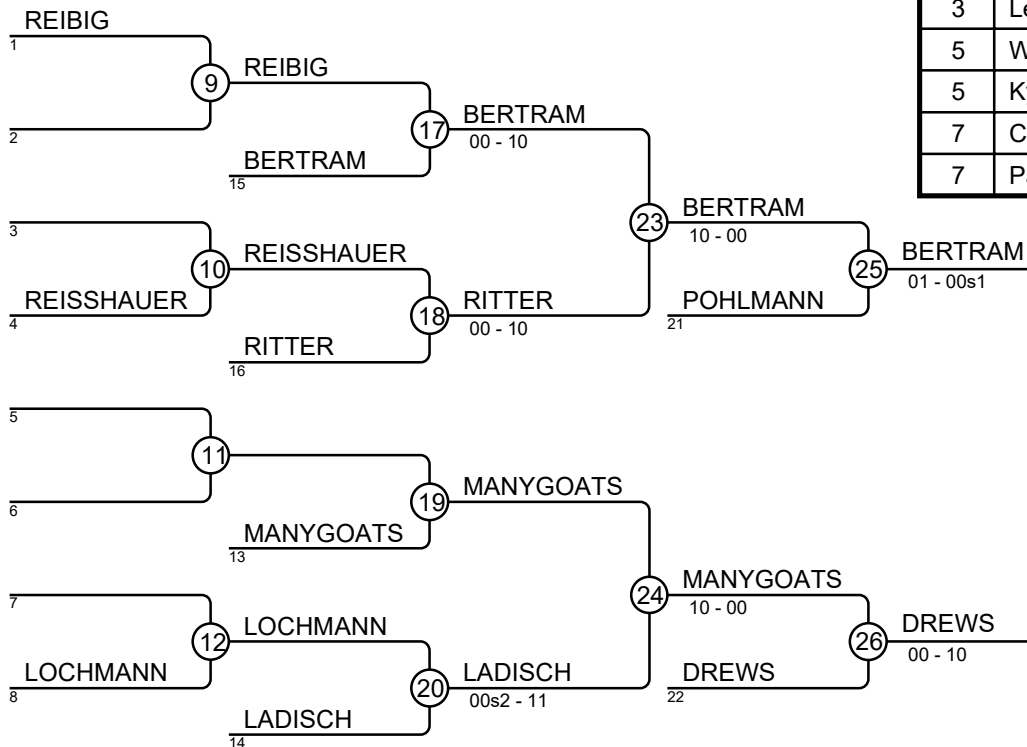 REIBIG
1
9
REIBIG
2
17
BERTRAM
00 - 10
BERTRAM
15
3
23
BERTRAM
10 - 00
10
REISSHAUER
REISSHAUER
4
18
RITTER
00 - 10
RITTER
16
25
BERTRAM
01 - 00s1
POHLMANN
21
5
11
6
19
MANYGOATS
MANYGOATS
13
7
24
MANYGOATS
10 - 00
12
LOCHMANN
LOCHMANN
8
20
LADISCH
00s2 - 11
LADISCH
14
26
DREWS
00 - 10
DREWS
22
3
5
5
7
7